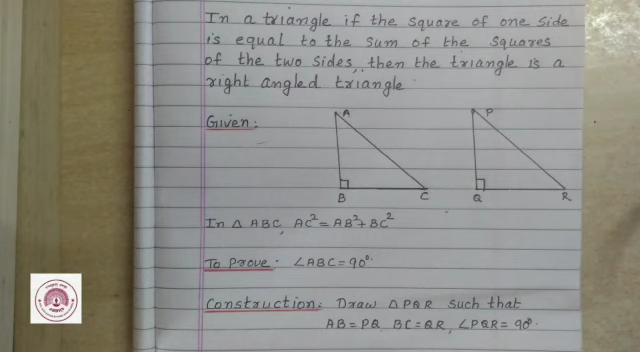 In a triangle if the square of one side
is equal to the sum of the squares
of the two sides, then the triangle is a
right angled triangle
Given:
A
P
B
C
Q
R
In △ ABC, AC²= AB²+ BC²
To Prove: ∠ABC = 90°.
Construction: Draw △PQR such that
AB=PQ, BC=QR, ∠PQR= 90°.